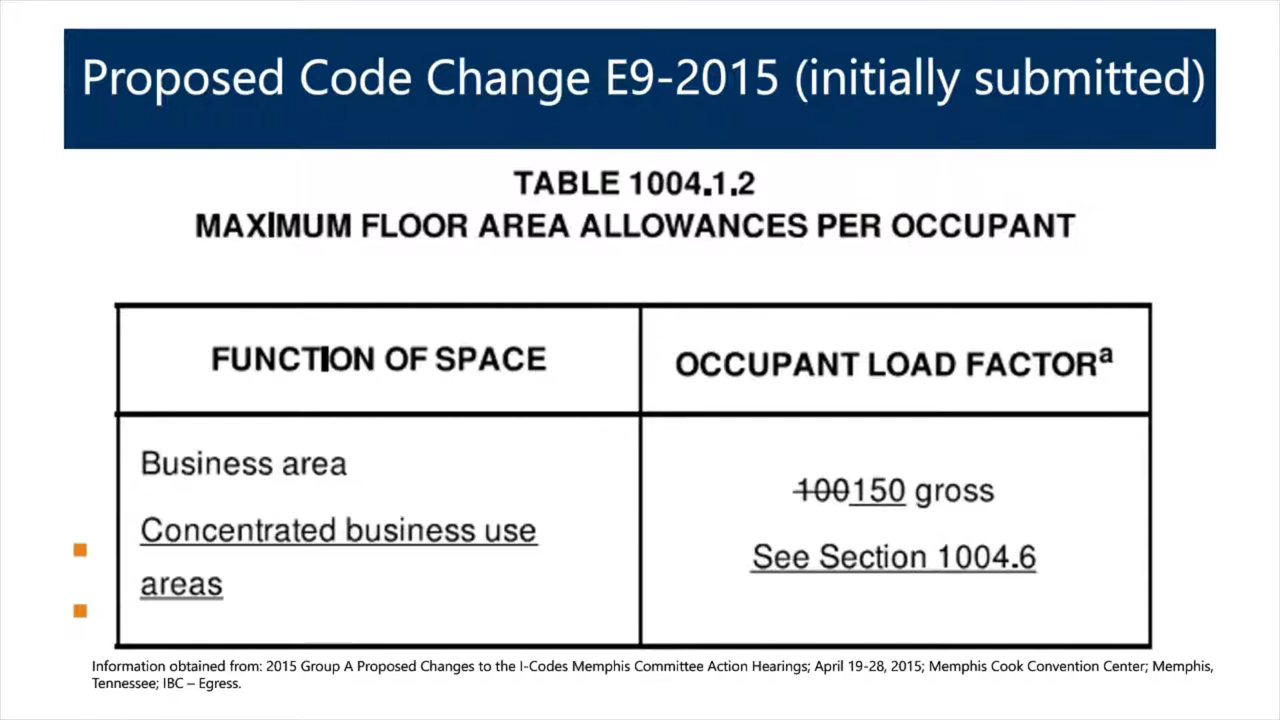 Proposed Code Change E9-2015 (initially submitted)
TABLE 1004.1.2
MAXIMUM FLOOR AREA ALLOWANCES PER OCCUPANT
FUNCTION OF SPACE
OCCUPANT LOAD FACTORᵃ
Business area
100150 gross
Concentrated business use
areas
See Section 1004.6
Information obtained from: 2015 Group A Proposed Changes to the I-Codes Memphis Committee Action Hearings; April 19-28, 2015; Memphis Cook Convention Center; Memphis,
Tennessee; IBC – Egress.